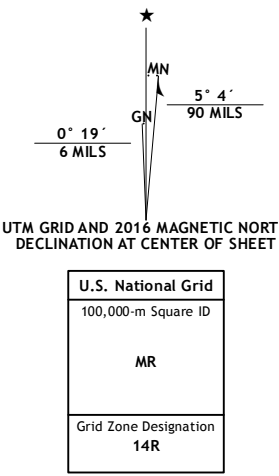 ★
MN
5° 4´
90 MILS
GN
0° 19´
6 MILS
UTM GRID AND 2016 MAGNETIC NORT
DECLINATION AT CENTER OF SHEET
U.S. National Grid
100,000-m Square ID
MR
Grid Zone Designation
14R